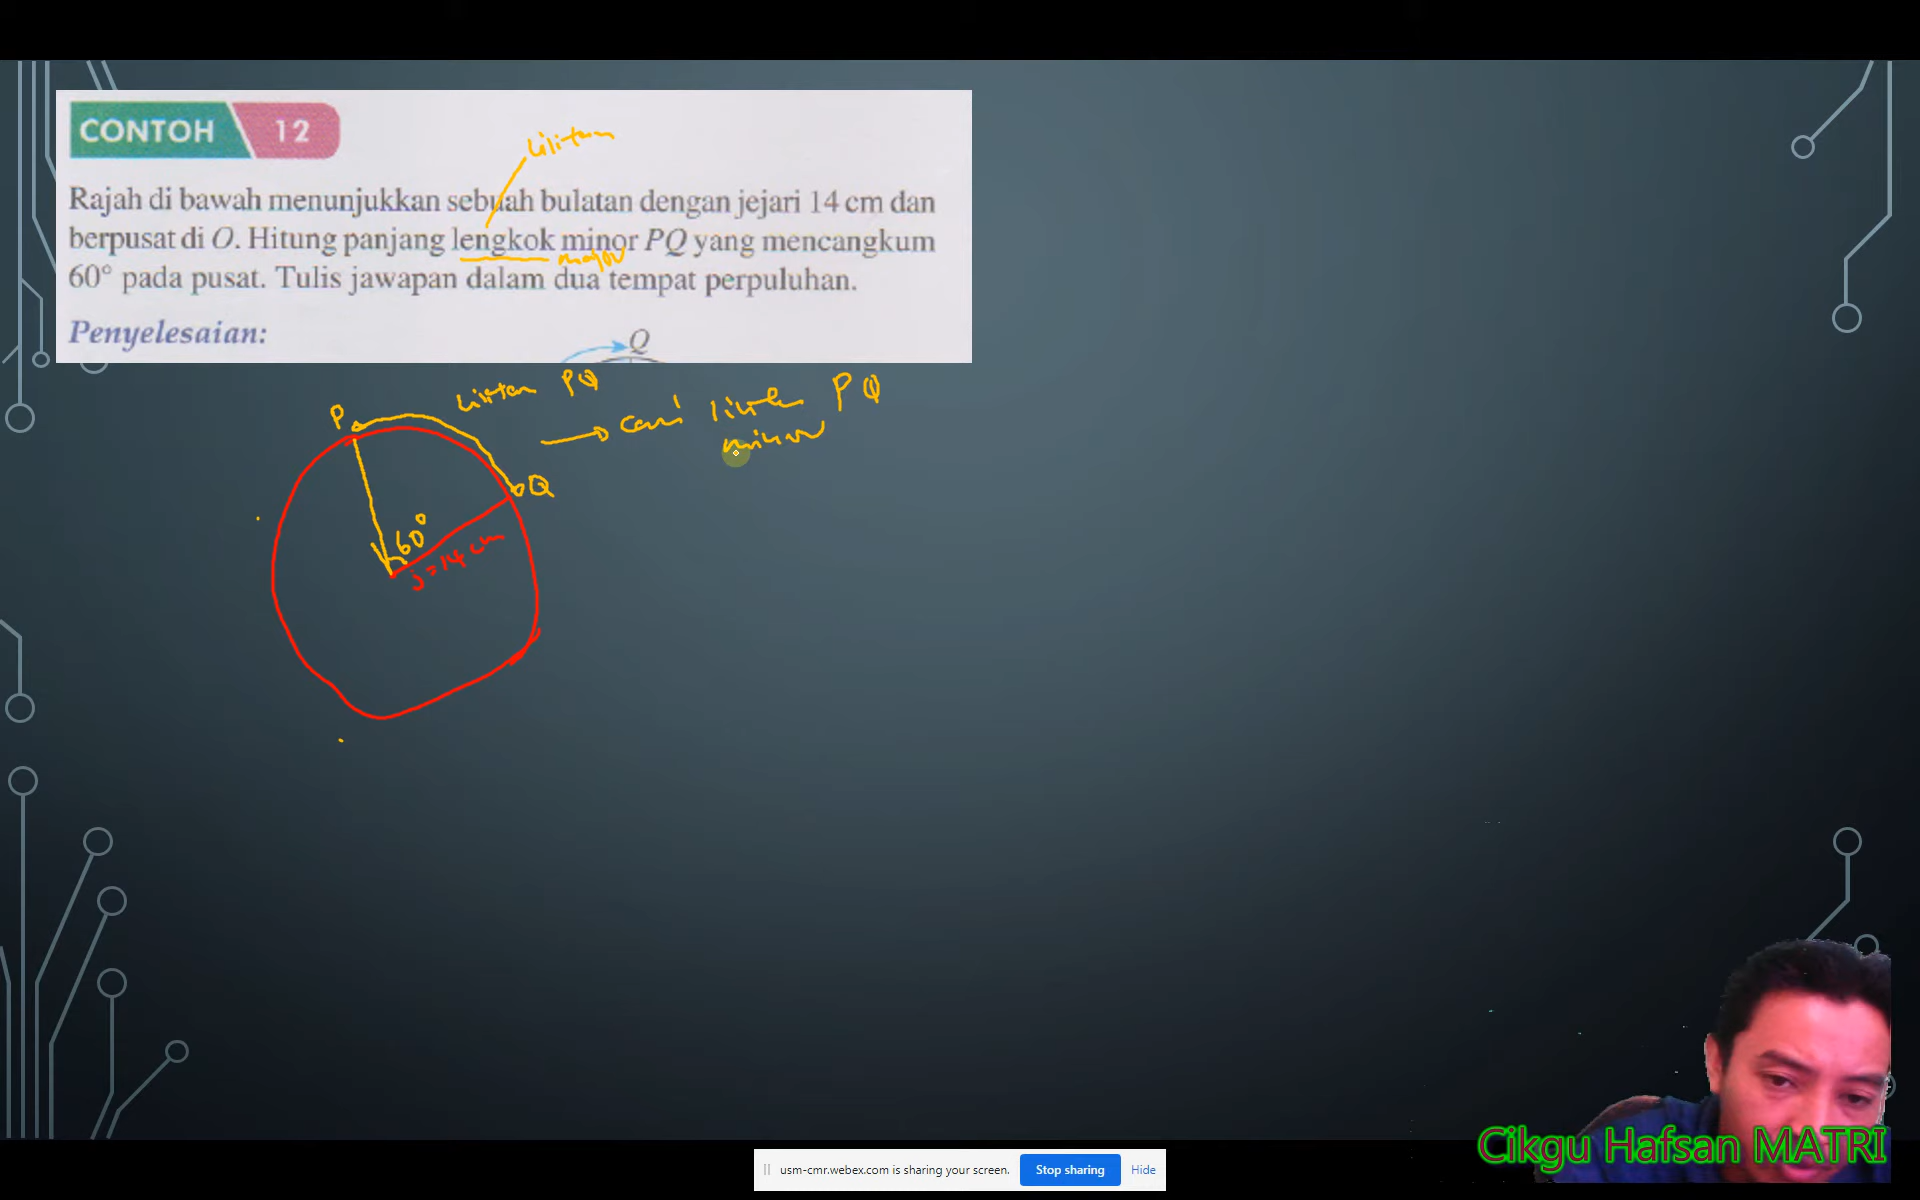 CONTOH 12
lilitan
Rajah di bawah menunjukkan sebuah bulatan dengan jejari 14 cm dan
berpusat di O. Hitung panjang lengkok minor PQ yang mencangkum
major
60° pada pusat. Tulis jawapan dalam dua tempat perpuluhan.
Penyelesaian:
Q
lilitan PQ
P
cari PQ
minor
Q
60°
j = 14 cm
Cikgu Hafsan MATRI
usm-cmr.webex.com is sharing your screen. Stop sharing Hide